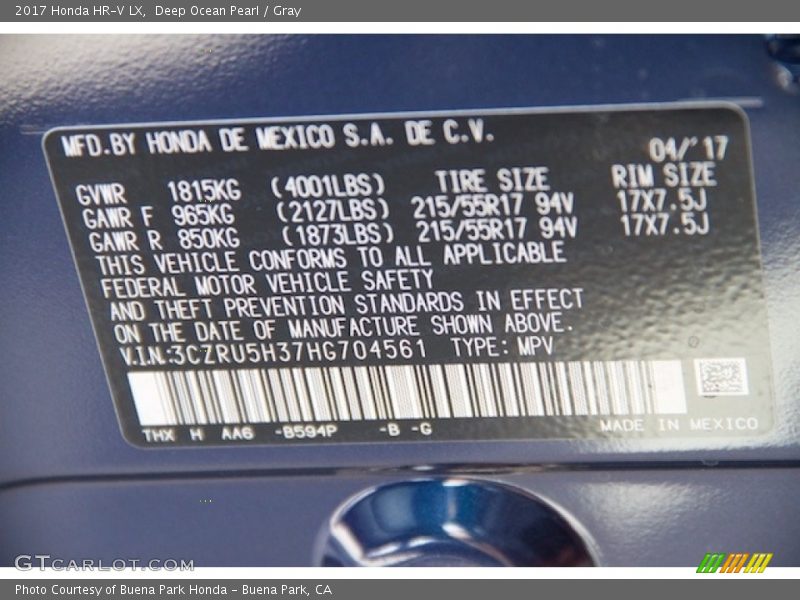 2017 Honda HR-V LX, Deep Ocean Pearl / Gray
MFD.BY HONDA DE MEXICO S.A. DE C.V.
04/'17
GVWR 1815KG (4001LBS) TIRE SIZE RIM SIZE
GAWR F 965KG (2127LBS) 215/55R17 94V 17X7.5J
GAWR R 850KG (1873LBS) 215/55R17 94V 17X7.5J
THIS VEHICLE CONFORMS TO ALL APPLICABLE
FEDERAL MOTOR VEHICLE SAFETY
AND THEFT PREVENTION STANDARDS IN EFFECT
ON THE DATE OF MANUFACTURE SHOWN ABOVE.
V.I.N:3CZRU5H37HG704561 TYPE: MPV
THX H AA6 -B594P -B -G
MADE IN MEXICO
GTCARLOT.COM
Photo Courtesy of Buena Park Honda - Buena Park, CA